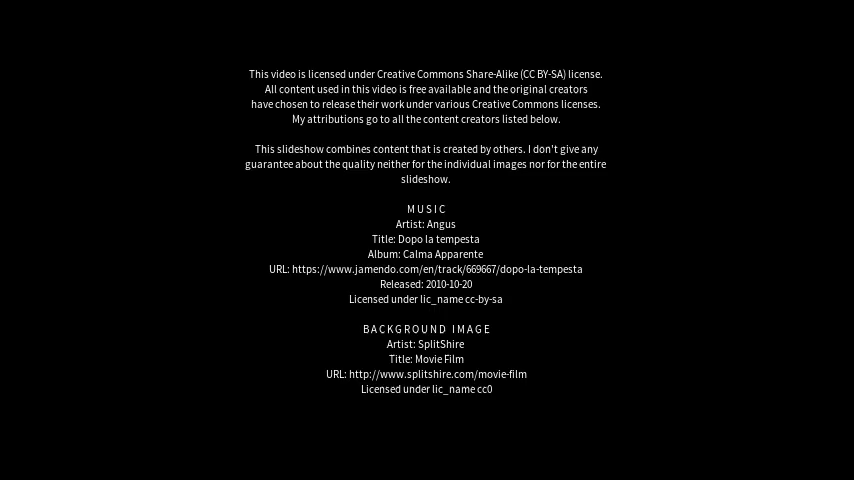 This video is licensed under Creative Commons Share-Alike (CC BY-SA) license.
All content used in this video is free available and the original creators
have chosen to release their work under various Creative Commons licenses.
My attributions go to all the content creators listed below.
This slideshow combines content that is created by others. I don't give any
guarantee about the quality neither for the individual images nor for the entire
slideshow.
MUSIC
Artist: Angus
Title: Dopo la tempesta
Album: Calma Apparente
URL: https://www.jamendo.com/en/track/669667/dopo-la-tempesta
Released: 2010-10-20
Licensed under lic_name cc-by-sa
BACKGROUND IMAGE
Artist: SplitShire
Title: Movie Film
URL: http://www.splitshire.com/movie-film
Licensed under lic_name cc0